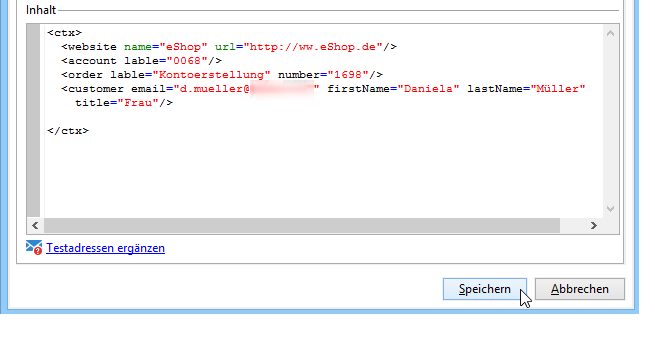 Inhalt
<ctx>
<website name="eShop" url="http://ww.eShop.de"/>
<account lable="0068"/>
<order lable="Kontoerstellung" number="1698"/>
<customer email="d.mueller@" firstName="Daniela" lastName="Müller"
title="Frau"/>
</ctx>
Testadressen ergänzen
Speichern Abbrechen